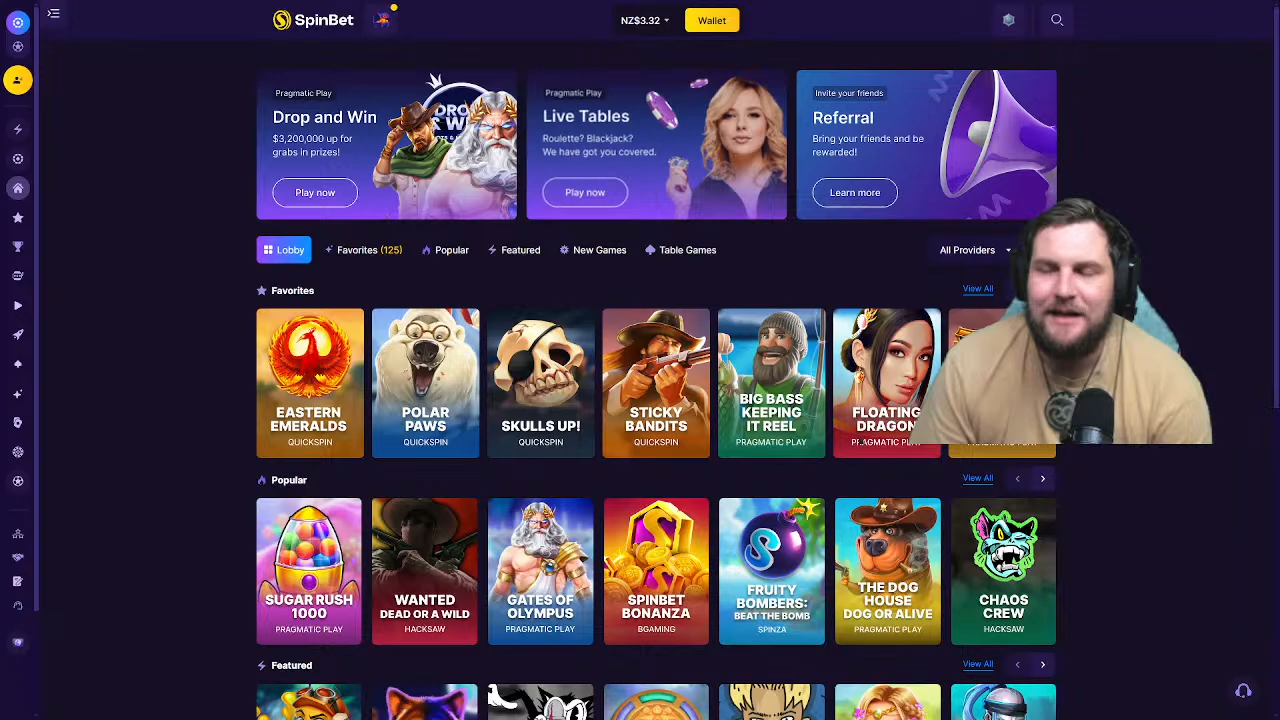 SpinBet
NZ$3.32
Wallet
Pragmatic Play
Drop and Win
$3,200,000 up for
grabs in prizes!
Play now
Pragmatic Play
Live Tables
Roulette? Blackjack?
We have got you covered.
Play now
Invite your friends
Referral
Bring your friends and be
rewarded!
Learn more
Lobby
Favorites (125)
Popular
Featured
New Games
Table Games
All Providers
Favorites
View All
EASTERN
EMERALDS
QUICKSPIN
POLAR
PAWS
QUICKSPIN
SKULLS UP!
QUICKSPIN
STICKY
BANDITS
QUICKSPIN
BIG BASS
KEEPING
IT REEL
PRAGMATIC PLAY
FLOATING
DRAGON
PRAGMATIC PLAY
Popular
View All
SUGAR RUSH
1000
PRAGMATIC PLAY
WANTED
DEAD OR A WILD
HACKSAW
GATES OF
OLYMPUS
PRAGMATIC PLAY
SPINBET
BONANZA
BGAMING
FRUITY
BOMBERS:
BEAT THE BOMB
SPINZA
THE DOG
HOUSE
DOG OR ALIVE
PRAGMATIC PLAY
CHAOS
CREW
HACKSAW
Featured
View All